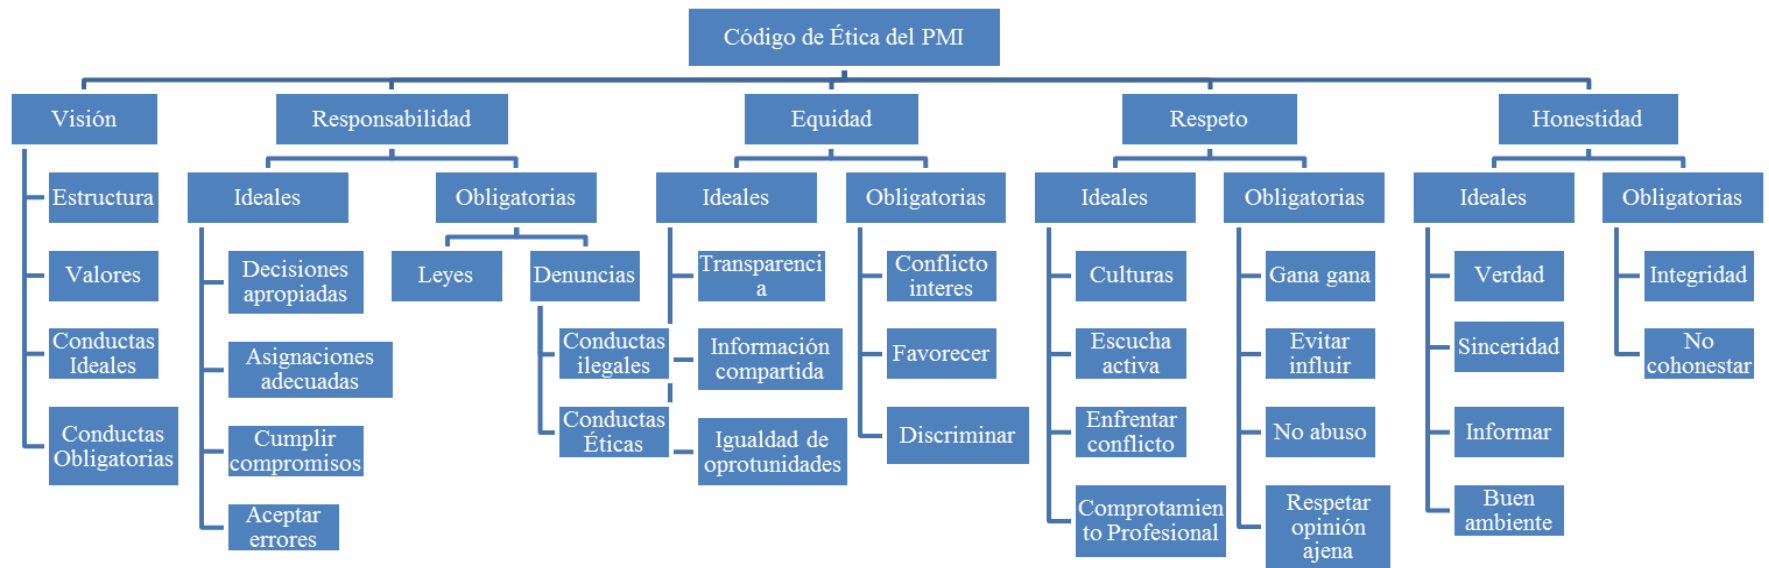 Código de Ética del PMI
Visión
Responsabilidad
Equidad
Respeto
Honestidad
Estructura
Valores
Conductas
Ideales
Conductas
Obligatorias
Ideales
Decisiones
apropiadas
Asignaciones
adecuadas
Cumplir
compromisos
Aceptar
errores
Obligatorias
Leyes
Denuncias
Conductas
ilegales
Conductas
Éticas
Ideales
Transparenci
a
Información
compartida
Igualdad de
oprotunidades
Obligatorias
Conflicto
interes
Favorecer
Discriminar
Ideales
Culturas
Escucha
activa
Enfrentar
conflicto
Comprotamien
to Profesional
Obligatorias
Gana gana
Evitar
influir
No abuso
Respetar
opinión
ajena
Ideales
Verdad
Sinceridad
Informar
Buen
ambiente
Obligatorias
Integridad
No
cohonestar